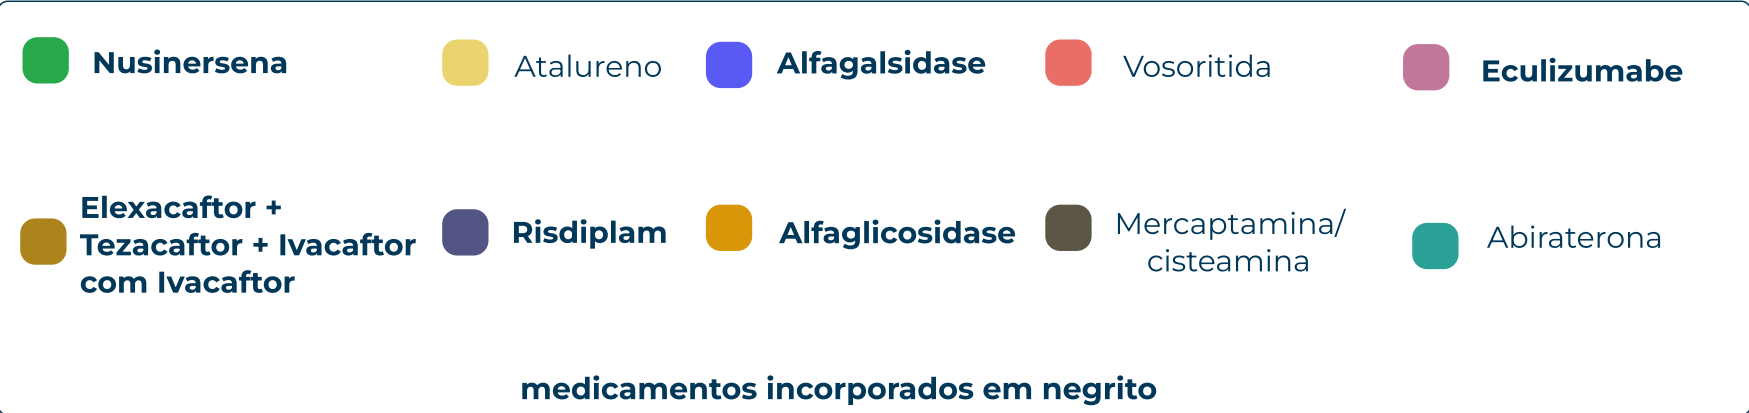 Nusinersena
Atalureno
Alfagalsidase
Vosoritida
Eculizumabe
Elexacaftor +
Tezacaftor + Ivacaftor
com Ivacaftor
Risdiplam
Alfaglicosidase
Mercaptamina/
cisteamina
Abiraterona
medicamentos incorporados em negrito